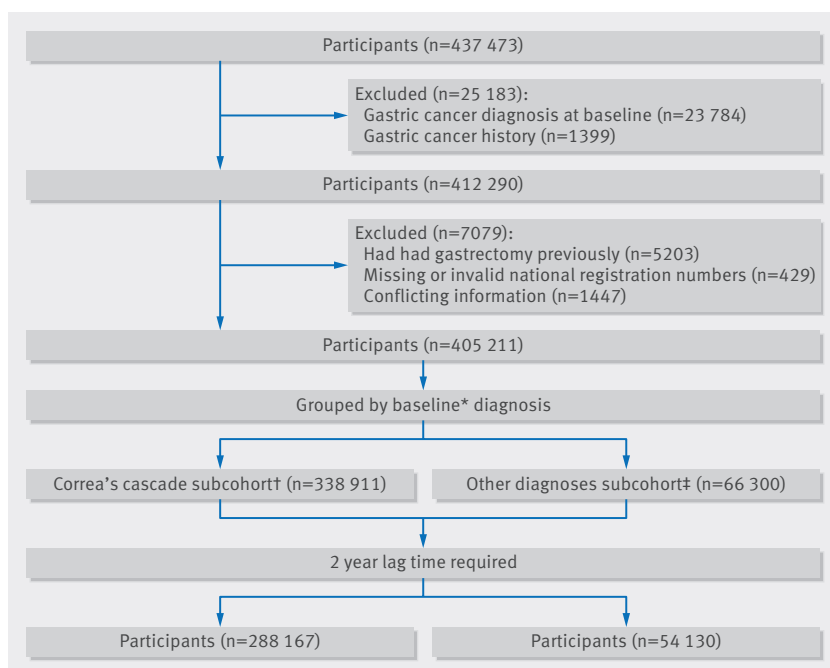 Participants (n=437 473)
Excluded (n=25 183):
Gastric cancer diagnosis at baseline (n=23 784)
Gastric cancer history (n=1399)
Participants (n=412 290)
Excluded (n=7079):
Had had gastrectomy previously (n=5203)
Missing or invalid national registration numbers (n=429)
Conflicting information (n=1447)
Participants (n=405 211)
Grouped by baseline* diagnosis
Correa's cascade subcohort† (n=338 911)
Other diagnoses subcohort‡ (n=66 300)
2 year lag time required
Participants (n=288 167)
Participants (n=54 130)